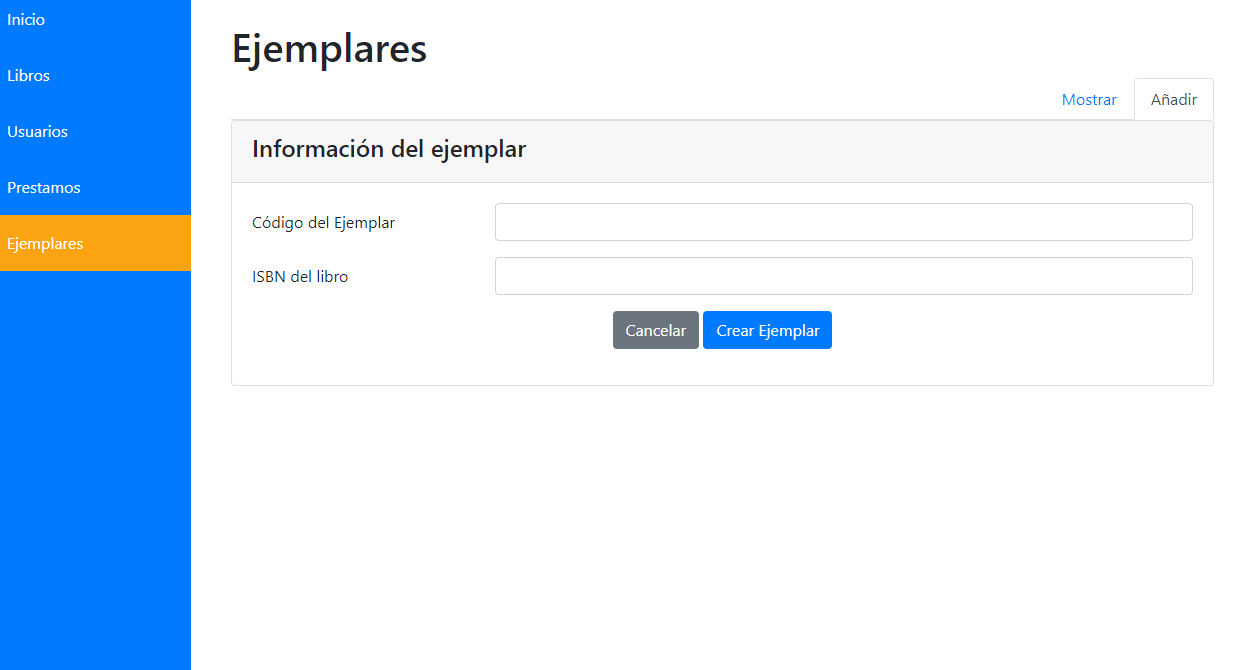 Inicio
Libros
Usuarios
Prestamos
Ejemplares
Ejemplares
Mostrar
Añadir
Información del ejemplar
Código del Ejemplar
ISBN del libro
Cancelar
Crear Ejemplar